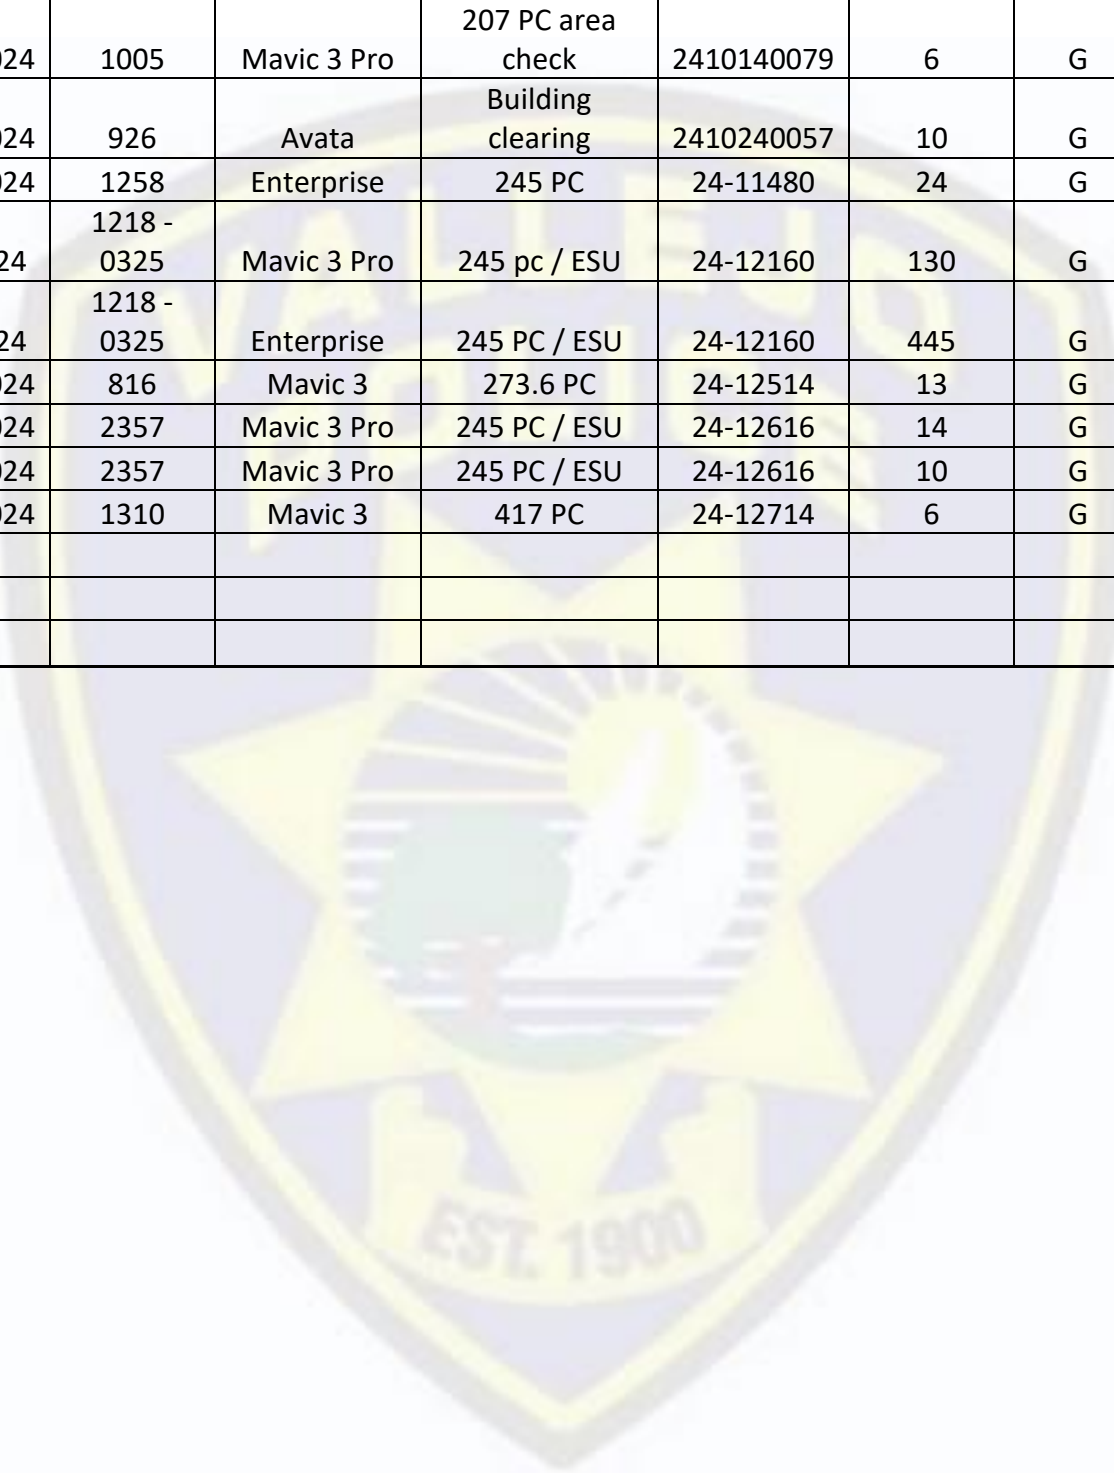 207 PC area
024 1005 Mavic 3 Pro check 2410140079 6 G
Building
024 926 Avata clearing 2410240057 10 G
024 1258 Enterprise 245 PC 24-11480 24 G
1218 -
24 0325 Mavic 3 Pro 245 pc / ESU 24-12160 130 G
1218 -
24 0325 Enterprise 245 PC / ESU 24-12160 445 G
024 816 Mavic 3 273.6 PC 24-12514 13 G
024 2357 Mavic 3 Pro 245 PC / ESU 24-12616 14 G
024 2357 Mavic 3 Pro 245 PC / ESU 24-12616 10 G
024 1310 Mavic 3 417 PC 24-12714 6 G
VALLEJO
POLICE
EST. 1900